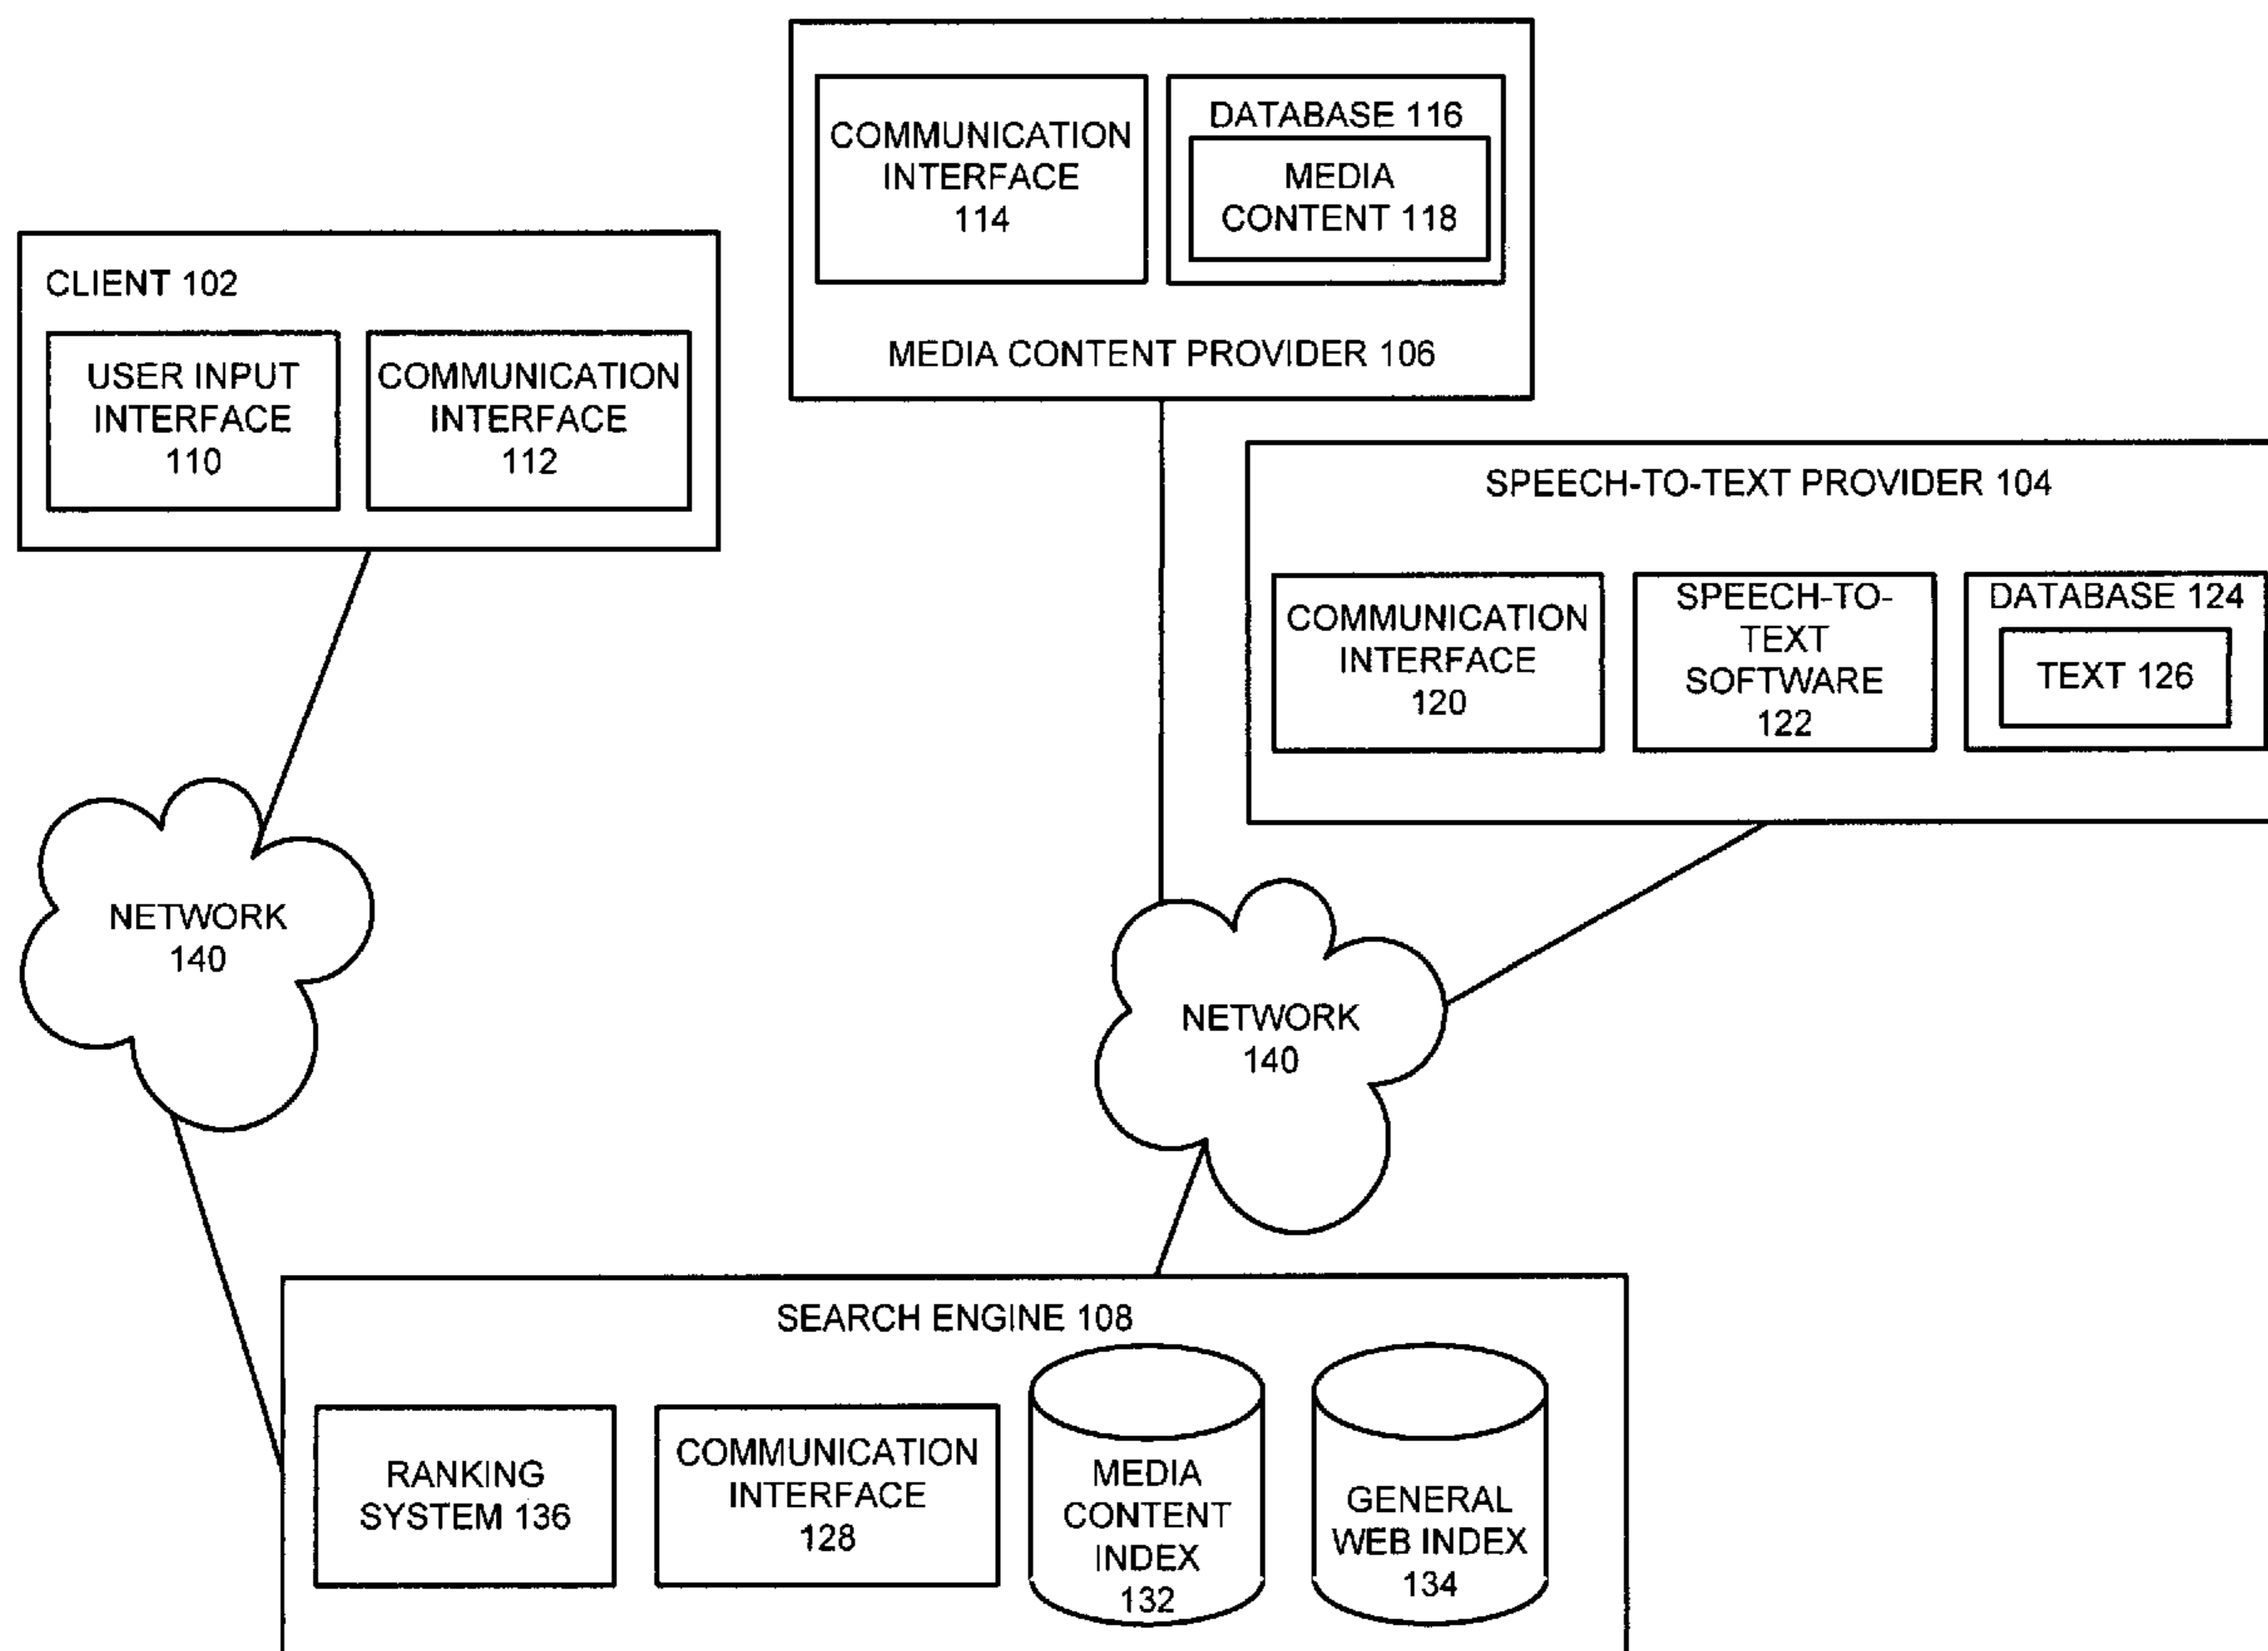 COMMUNICATION
INTERFACE
114
DATABASE 116
MEDIA
CONTENT 118
MEDIA CONTENT PROVIDER 106
CLIENT 102
USER INPUT
INTERFACE
110
COMMUNICATION
INTERFACE
112
SPEECH-TO-TEXT PROVIDER 104
COMMUNICATION
INTERFACE
120
SPEECH-TO-
TEXT
SOFTWARE
122
DATABASE 124
TEXT 126
NETWORK
140
NETWORK
140
SEARCH ENGINE 108
RANKING
SYSTEM 136
COMMUNICATION
INTERFACE
128
MEDIA
CONTENT
INDEX
132
GENERAL
WEB INDEX
134